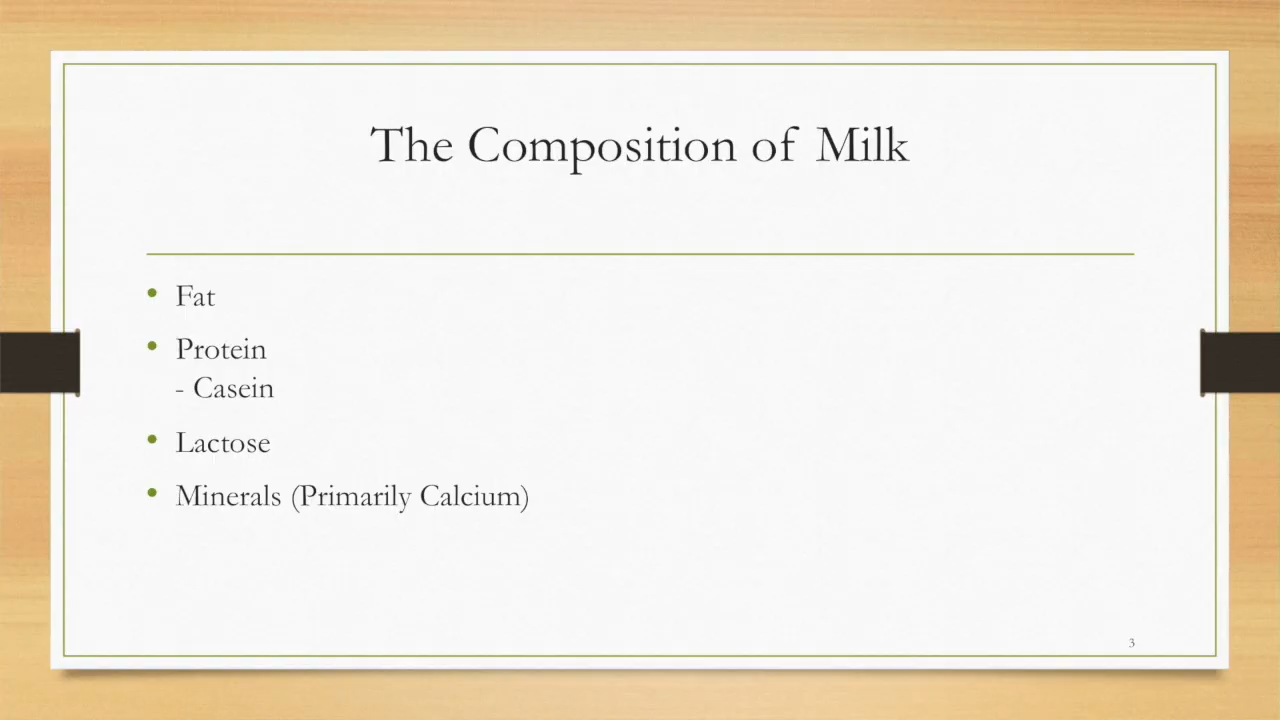 The Composition of Milk
• Fat
• Protein
- Casein
• Lactose
• Minerals (Primarily Calcium)
3